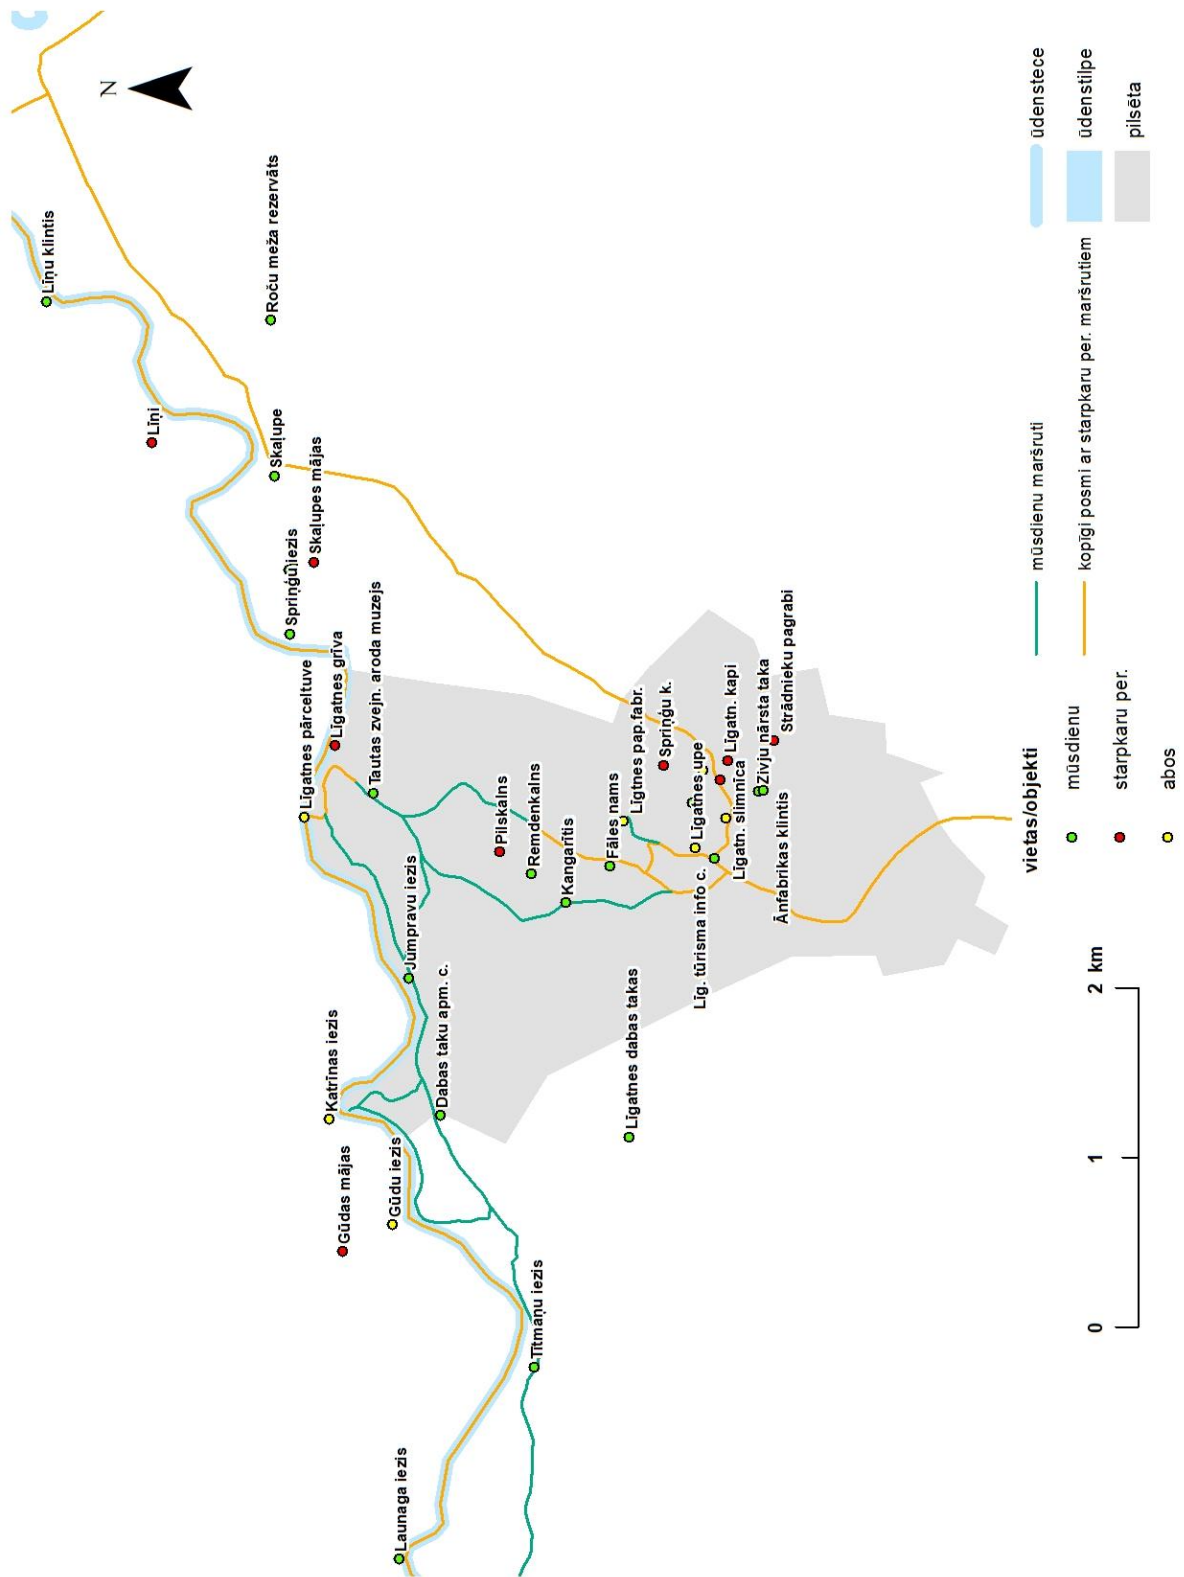 N
Līņu klintis
Roču meža rezervāts
Līņi
Skaļupe
Skaļupes mājas
Spriņģu iezis
Līgatnes pārceltuve
Līgatnes grīva
Tautas zvejn. aroda muzejs
Pilskalns
Remdenkalns
Kangarītis
Fāles nams
Līgtnes pap.fabr.
Spriņģu k.
Līgatnes upe
Līgatn. kapi
Līgatn. slimnīca
Zivju nārsta taka
Strādnieku pagrabi
Līg. tūrisma info c.
Ānfabrikas klintis
Jumpravu iezis
Katrīnas iezis
Dabas taku apm. c.
Līgatnes dabas takas
Gūdas mājas
Gūdu iezis
Tītmaņu iezis
Launaga iezis
0 1 2 km
vietas/objekti
mūsdienu
starpkaru per.
abos
mūsdienu maršruti
kopīgi posmi ar starpkaru per. maršrutiem
ūdenstece
ūdenstilpe
pilsēta